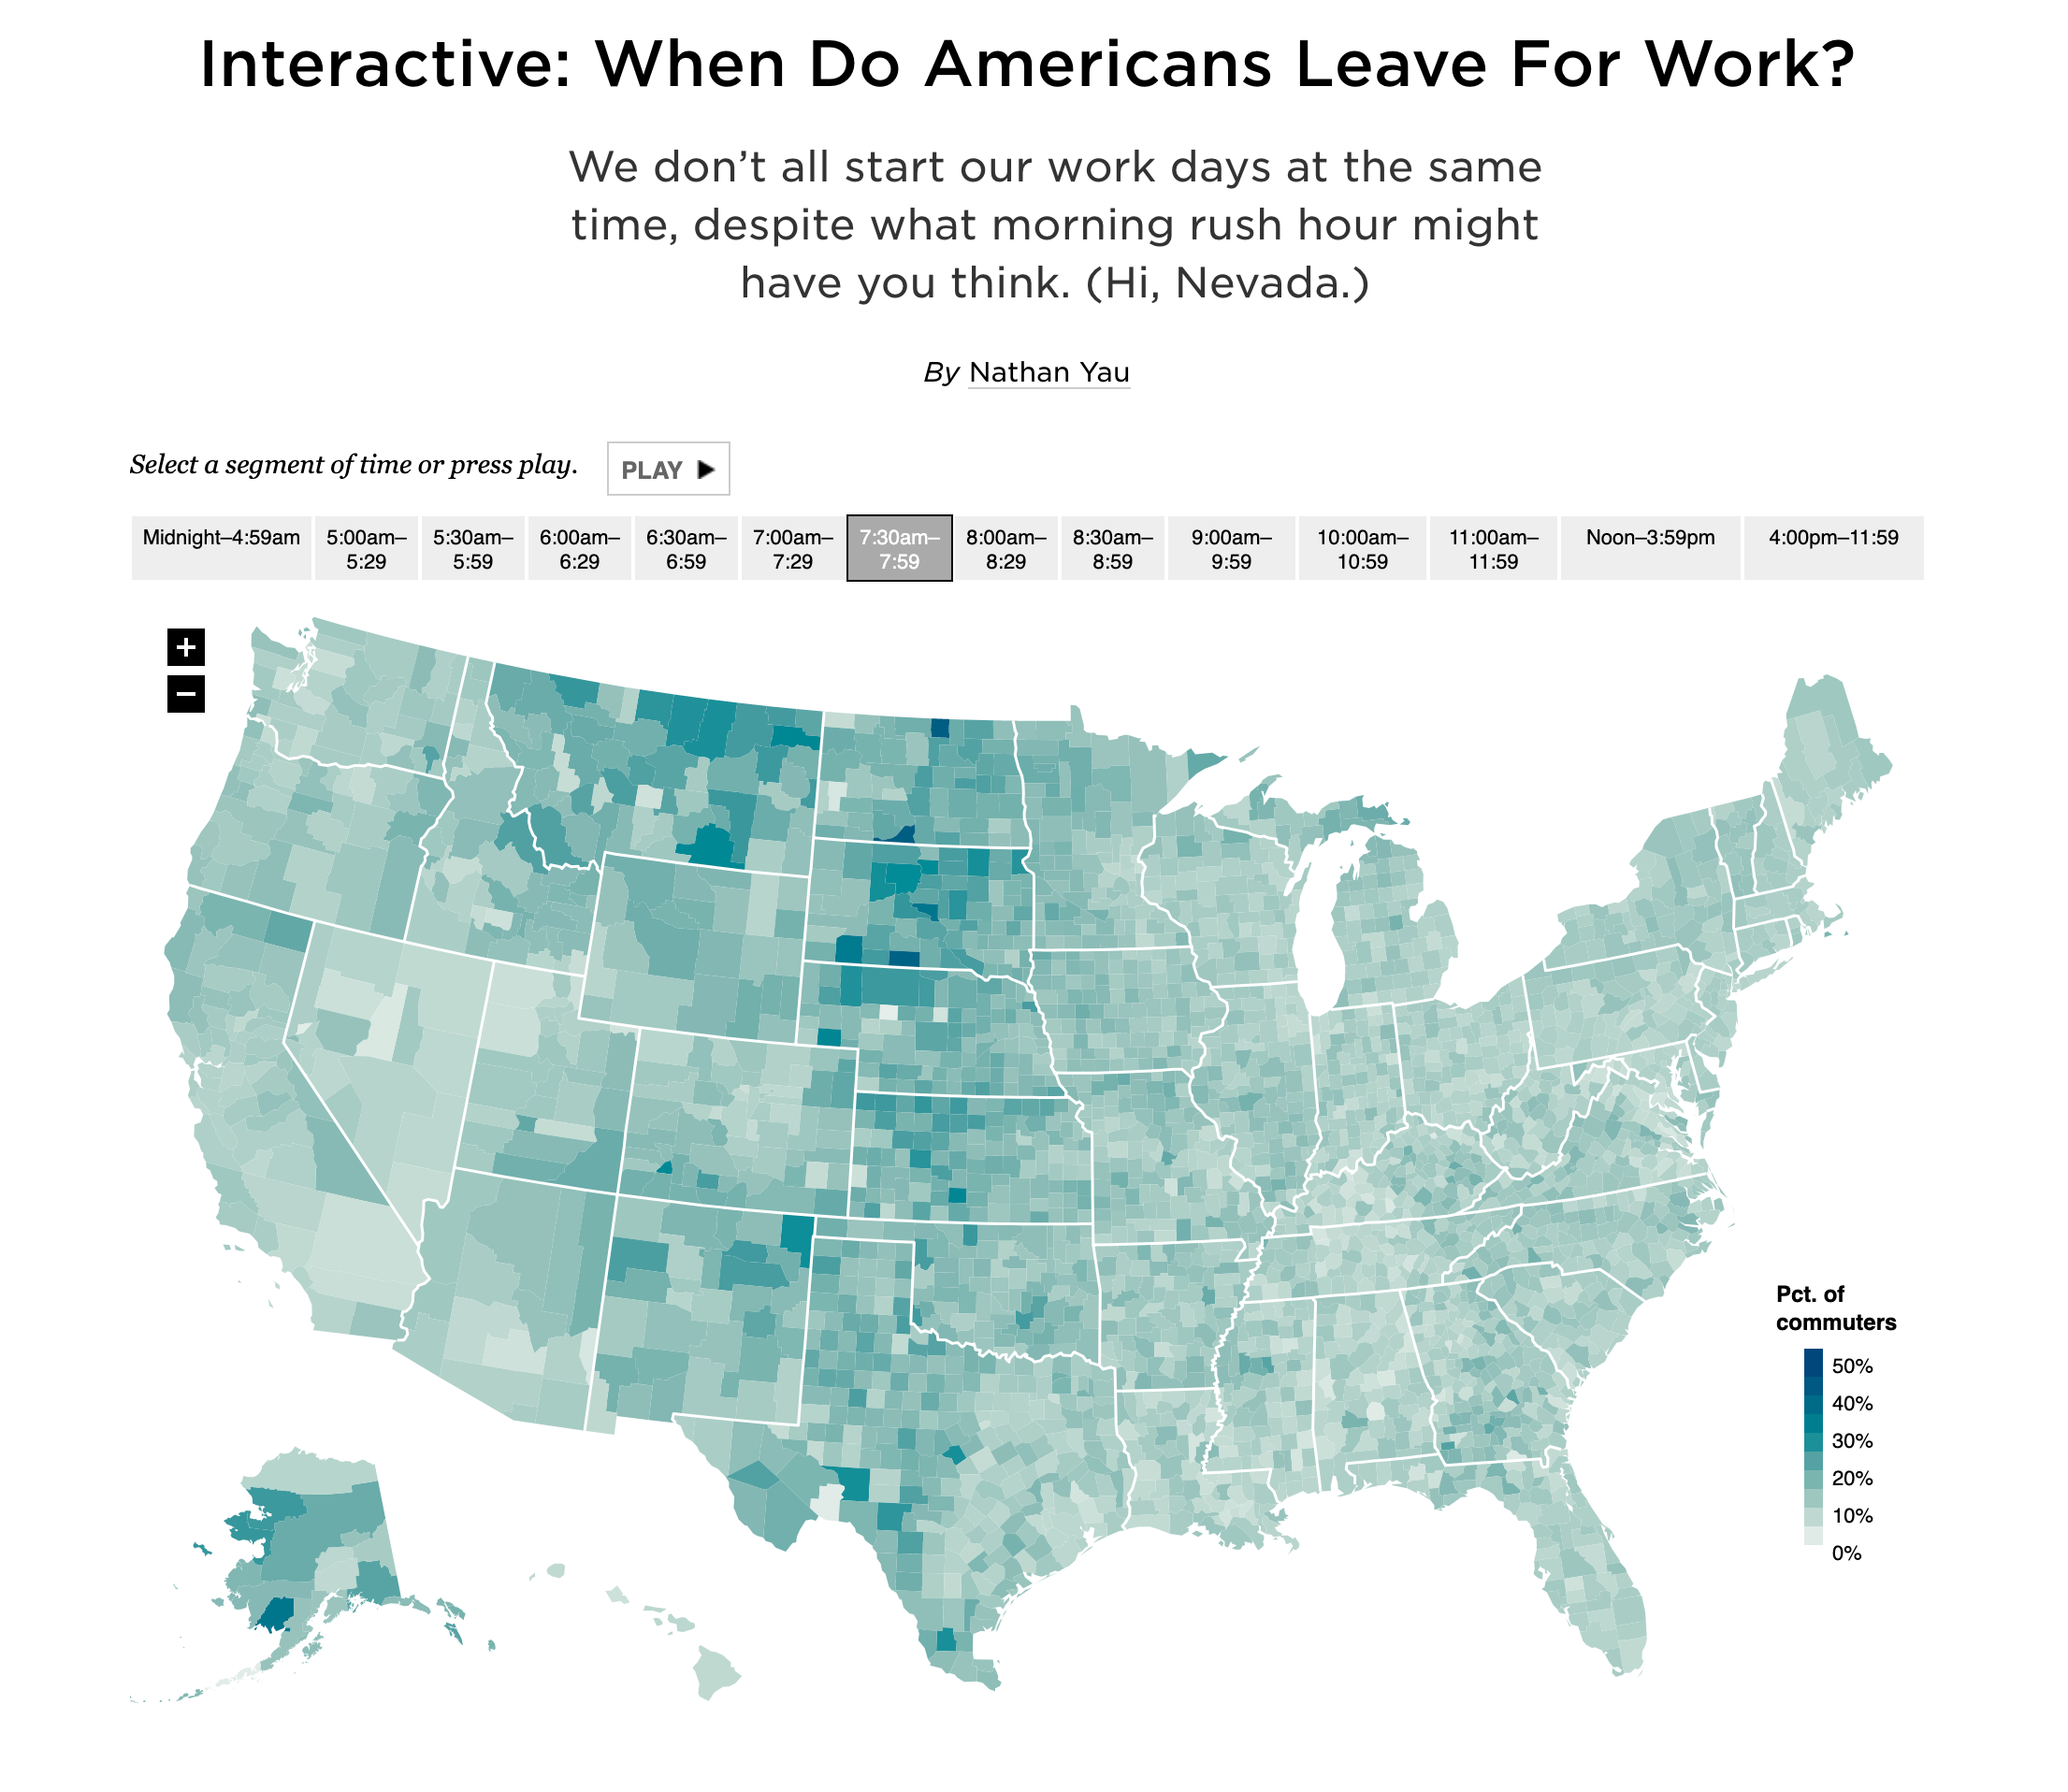 Interactive: When Do Americans Leave For Work?
We don’t all start our work days at the same
time, despite what morning rush hour might
have you think. (Hi, Nevada.)
By Nathan Yau
Select a segment of time or press play.
PLAY ▶
Midnight–4:59am
5:00am–
5:29
5:30am–
5:59
6:00am–
6:29
6:30am–
6:59
7:00am–
7:29
7:30am–
7:59
8:00am–
8:29
8:30am–
8:59
9:00am–
9:59
10:00am–
10:59
11:00am–
11:59
Noon–3:59pm
4:00pm–11:59
+
−
Pct. of
commuters
50%
40%
30%
20%
10%
0%